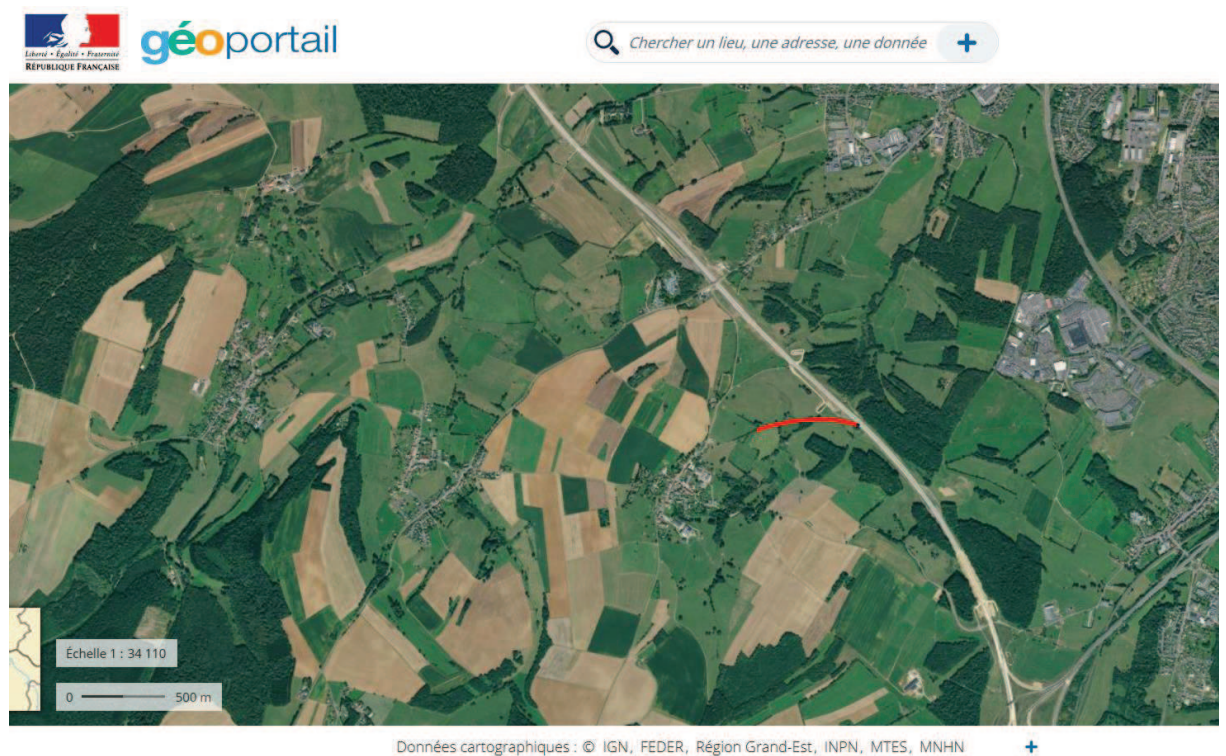 Liberté • Égalité • Fraternité
RÉPUBLIQUE FRANÇAISE
géoportail
Chercher un lieu, une adresse, une donnée
Échelle 1 : 34 110
0 500 m
Données cartographiques : © IGN, FEDER, Région Grand-Est, INPN, MTES, MNHN